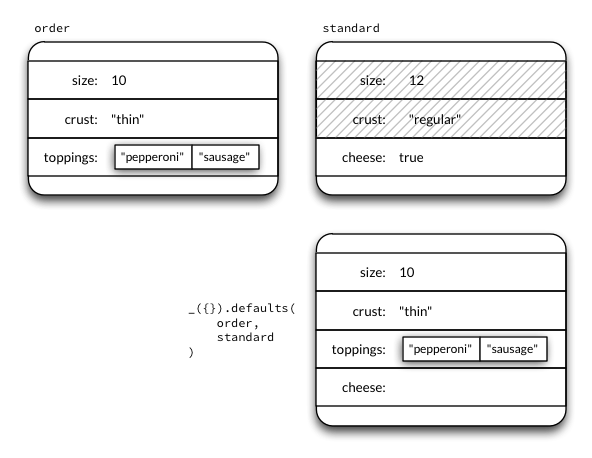 order
size: 10
crust: "thin"
toppings: "pepperoni" "sausage"
standard
size: 12
crust: "regular"
cheese: true
_({}).defaults(
order,
standard
)
size: 10
crust: "thin"
toppings: "pepperoni" "sausage"
cheese: